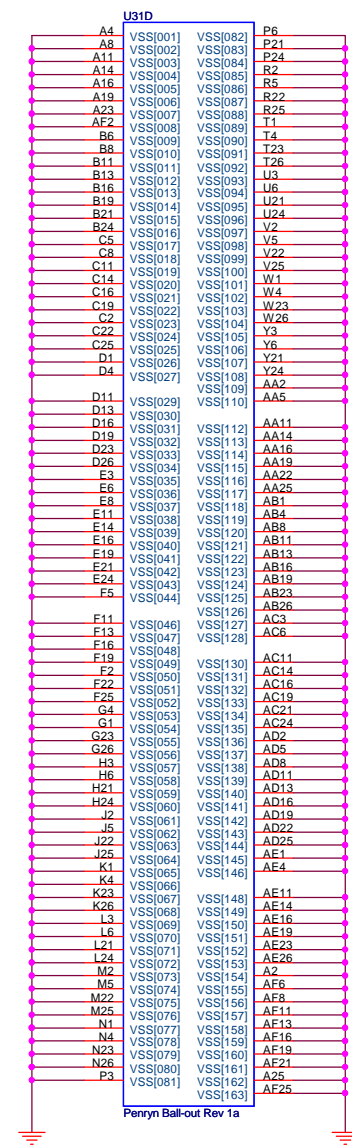 U31D
A4 VSS[001] VSS[082] P6
A8 VSS[002] VSS[083] P21
A11 VSS[003] VSS[084] P24
A14 VSS[004] VSS[085] R2
A16 VSS[005] VSS[086] R5
A19 VSS[006] VSS[087] R22
A23 VSS[007] VSS[088] R25
AF2 VSS[008] VSS[089] T1
B6 VSS[009] VSS[090] T4
B8 VSS[010] VSS[091] T23
B11 VSS[011] VSS[092] T26
B13 VSS[012] VSS[093] U3
B16 VSS[013] VSS[094] U6
B19 VSS[014] VSS[095] U21
B21 VSS[015] VSS[096] U24
B24 VSS[016] VSS[097] V2
C5 VSS[017] VSS[098] V5
C8 VSS[018] VSS[099] V22
C11 VSS[019] VSS[100] V25
C14 VSS[020] VSS[101] W1
C16 VSS[021] VSS[102] W4
C19 VSS[022] VSS[103] W23
C2 VSS[023] VSS[104] W26
C22 VSS[024] VSS[105] Y3
C25 VSS[025] VSS[106] Y6
D1 VSS[026] VSS[107] Y21
D4 VSS[027] VSS[108] Y24
VSS[109] AA2
D11 VSS[029] VSS[110] AA5
D13 VSS[030]
D16 VSS[031] VSS[112] AA11
D19 VSS[032] VSS[113] AA14
D23 VSS[033] VSS[114] AA16
D26 VSS[034] VSS[115] AA19
E3 VSS[035] VSS[116] AA22
E6 VSS[036] VSS[117] AA25
E8 VSS[037] VSS[118] AB1
E11 VSS[038] VSS[119] AB4
E14 VSS[039] VSS[120] AB8
E16 VSS[040] VSS[121] AB11
E19 VSS[041] VSS[122] AB13
E21 VSS[042] VSS[123] AB16
E24 VSS[043] VSS[124] AB19
F5 VSS[044] VSS[125] AB23
VSS[126] AB26
F11 VSS[046] VSS[127] AC3
F13 VSS[047] VSS[128] AC6
F16 VSS[048]
F19 VSS[049] VSS[130] AC11
F2 VSS[050] VSS[131] AC14
F22 VSS[051] VSS[132] AC16
F25 VSS[052] VSS[133] AC19
G4 VSS[053] VSS[134] AC21
G1 VSS[054] VSS[135] AC24
G23 VSS[055] VSS[136] AD2
G26 VSS[056] VSS[137] AD5
H3 VSS[057] VSS[138] AD8
H6 VSS[058] VSS[139] AD11
H21 VSS[059] VSS[140] AD13
H24 VSS[060] VSS[141] AD16
J2 VSS[061] VSS[142] AD19
J5 VSS[062] VSS[143] AD22
J22 VSS[063] VSS[144] AD25
J25 VSS[064] VSS[145] AE1
K1 VSS[065] VSS[146] AE4
K4 VSS[066]
K23 VSS[067] VSS[148] AE11
K26 VSS[068] VSS[149] AE14
L3 VSS[069] VSS[150] AE16
L6 VSS[070] VSS[151] AE19
L21 VSS[071] VSS[152] AE23
L24 VSS[072] VSS[153] AE26
M2 VSS[073] VSS[154] A2
M5 VSS[074] VSS[155] AF6
M22 VSS[075] VSS[156] AF8
M25 VSS[076] VSS[157] AF11
N1 VSS[077] VSS[158] AF13
N4 VSS[078] VSS[159] AF16
N23 VSS[079] VSS[160] AF19
N26 VSS[080] VSS[161] AF21
P3 VSS[081] VSS[162] A25
VSS[163] AF25
Penryn Ball-out Rev 1a